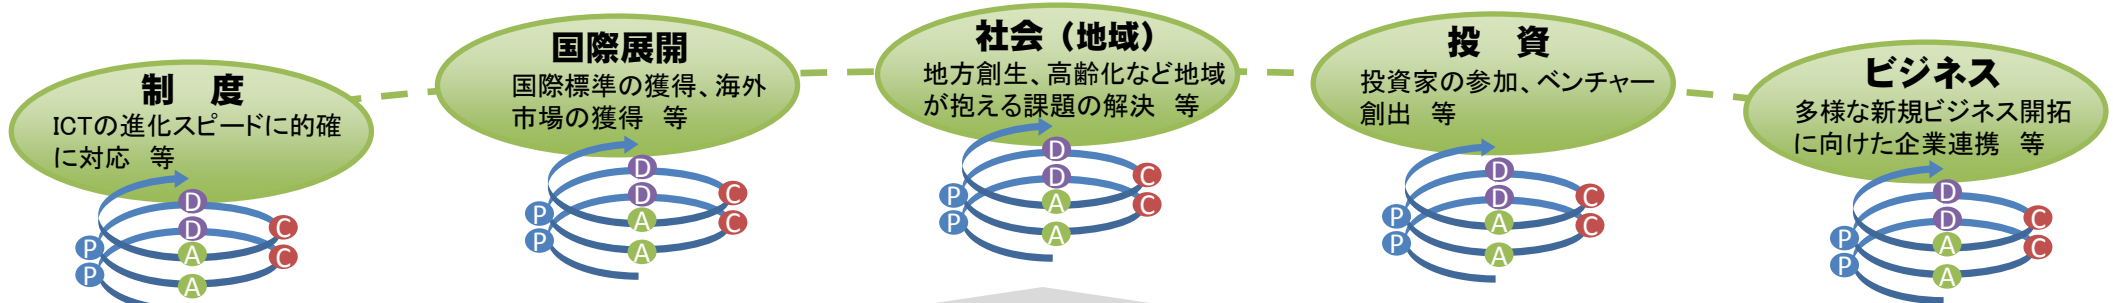 制　度
ICTの進化スピードに的確
に対応　等
D
D
C
C
P
P
A
A
国際展開
国際標準の獲得、海外
市場の獲得　等
D
D
C
C
P
P
A
A
社会（地域）
地方創生、高齢化など地域
が抱える課題の解決　等
D
D
C
C
P
P
A
A
投　資
投資家の参加、ベンチャー
創出　等
D
D
C
C
P
P
A
A
ビジネス
多様な新規ビジネス開拓
に向けた企業連携　等
D
D
C
C
P
P
A
A